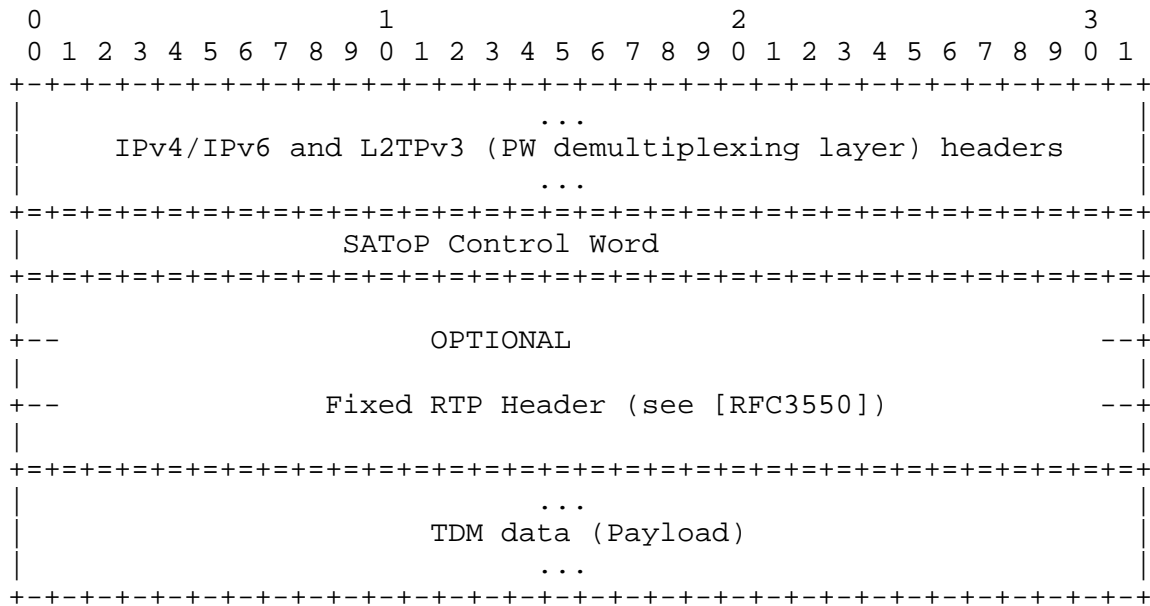 0                   1                   2                   3
 0 1 2 3 4 5 6 7 8 9 0 1 2 3 4 5 6 7 8 9 0 1 2 3 4 5 6 7 8 9 0 1
+-+-+-+-+-+-+-+-+-+-+-+-+-+-+-+-+-+-+-+-+-+-+-+-+-+-+-+-+-+-+-+-+
|                             ...                               |
|     IPv4/IPv6 and L2TPv3 (PW demultiplexing layer) headers    |
|                             ...                               |
+=+=+=+=+=+=+=+=+=+=+=+=+=+=+=+=+=+=+=+=+=+=+=+=+=+=+=+=+=+=+=+=+
|                  SAToP Control Word                           |
+=+=+=+=+=+=+=+=+=+=+=+=+=+=+=+=+=+=+=+=+=+=+=+=+=+=+=+=+=+=+=+=+
|                                                               |
+--                     OPTIONAL                              --+
|                                                               |
+--               Fixed RTP Header (see [RFC3550])            --+
|                                                               |
+=+=+=+=+=+=+=+=+=+=+=+=+=+=+=+=+=+=+=+=+=+=+=+=+=+=+=+=+=+=+=+=+
|                             ...                               |
|                       TDM data (Payload)                      |
|                             ...                               |
+-+-+-+-+-+-+-+-+-+-+-+-+-+-+-+-+-+-+-+-+-+-+-+-+-+-+-+-+-+-+-+-+